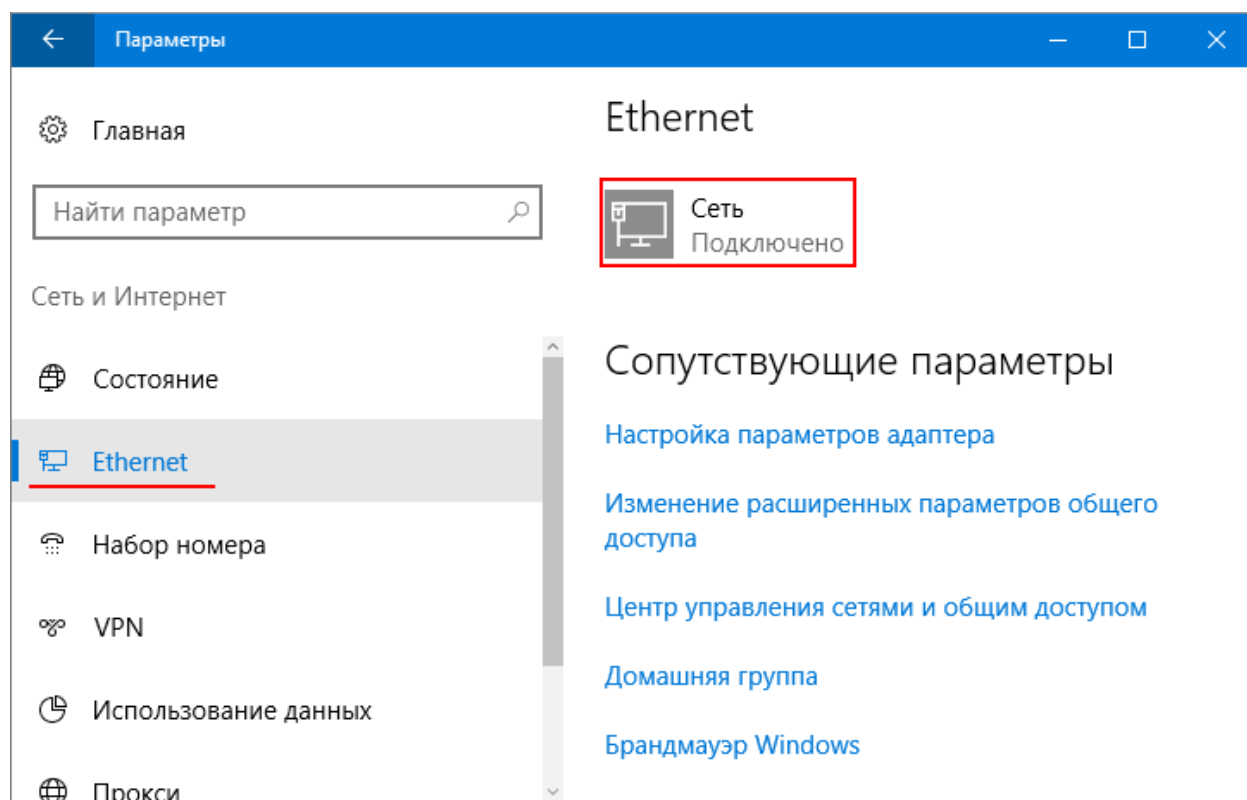 Параметры
Главная
Найти параметр
Сеть и Интернет
Состояние
Ethernet
Набор номера
VPN
Использование данных
Прокси
Ethernet
Сеть
Подключено
Сопутствующие параметры
Настройка параметров адаптера
Изменение расширенных параметров общего
доступа
Центр управления сетями и общим доступом
Домашняя группа
Брандмауэр Windows